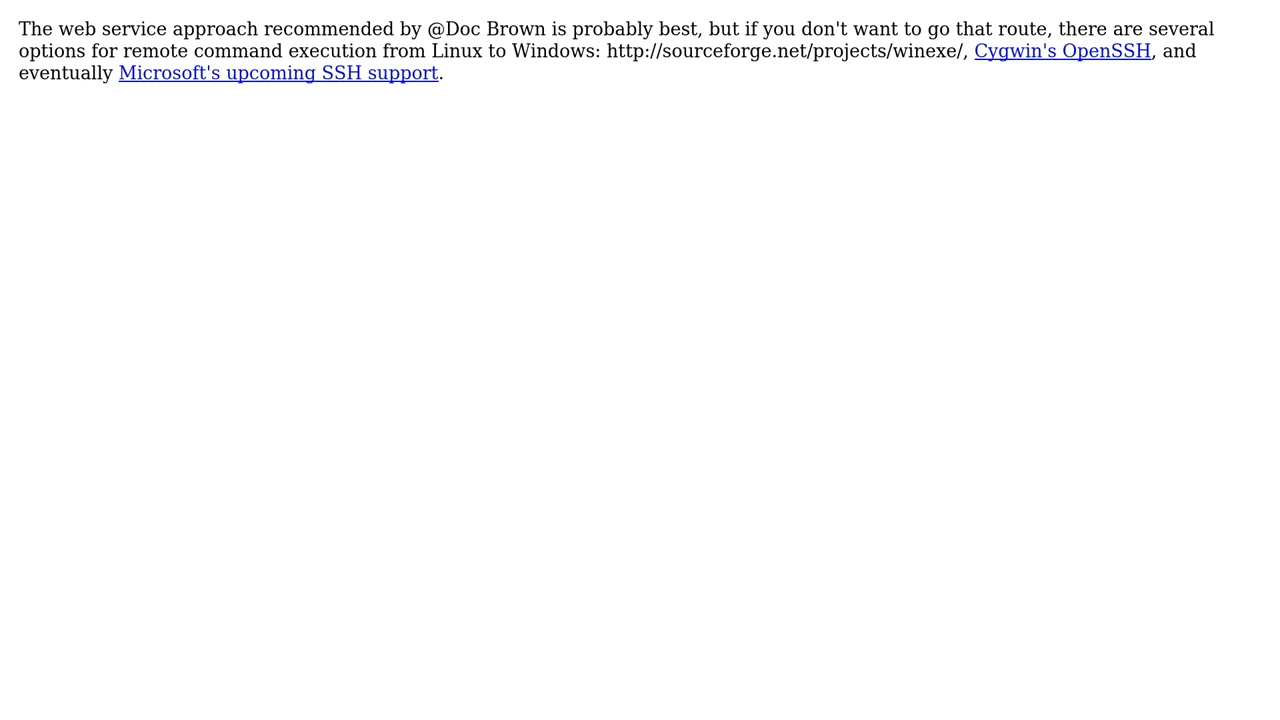 The web service approach recommended by @Doc Brown is probably best, but if you don't want to go that route, there are several
options for remote command execution from Linux to Windows: http://sourceforge.net/projects/winexe/, Cygwin's OpenSSH, and
eventually Microsoft's upcoming SSH support.